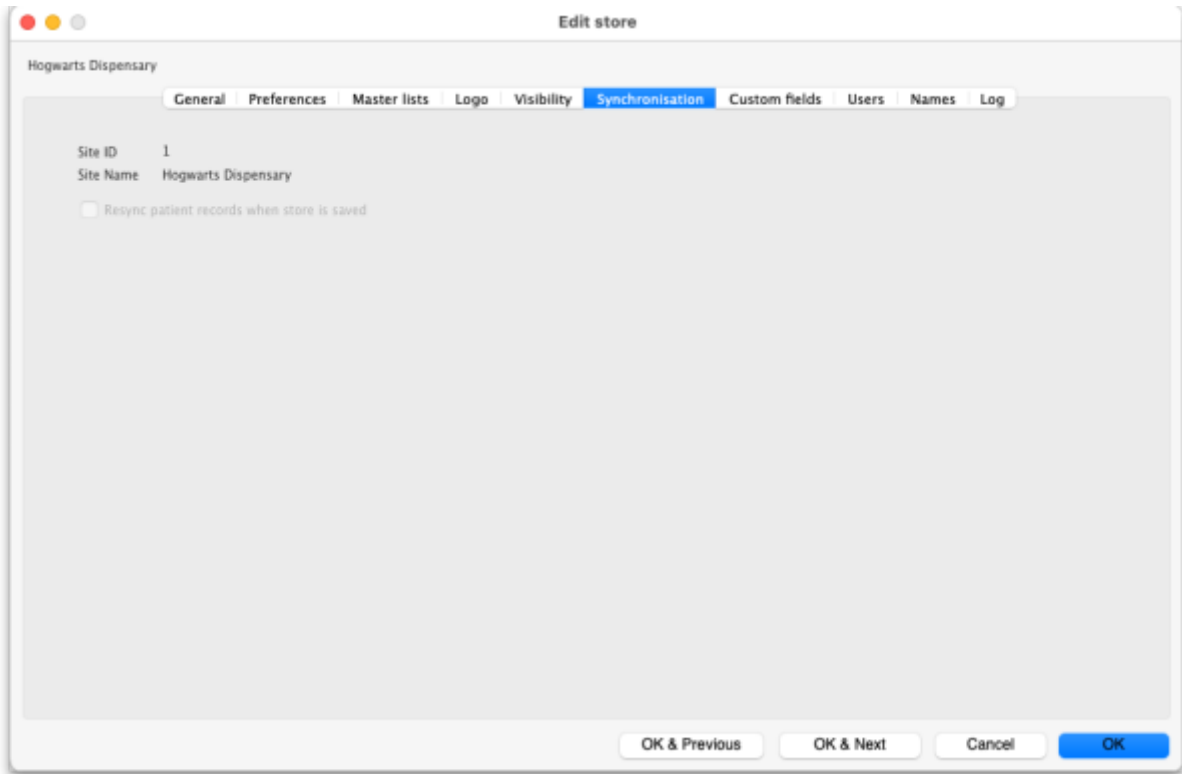 Edit store
Hogwarts Dispensary
General Preferences Master lists Logo Visibility Synchronisation Custom fields Users Names Log
Site ID 1
Site Name Hogwarts Dispensary
Resync patient records when store is saved
OK & Previous OK & Next Cancel OK